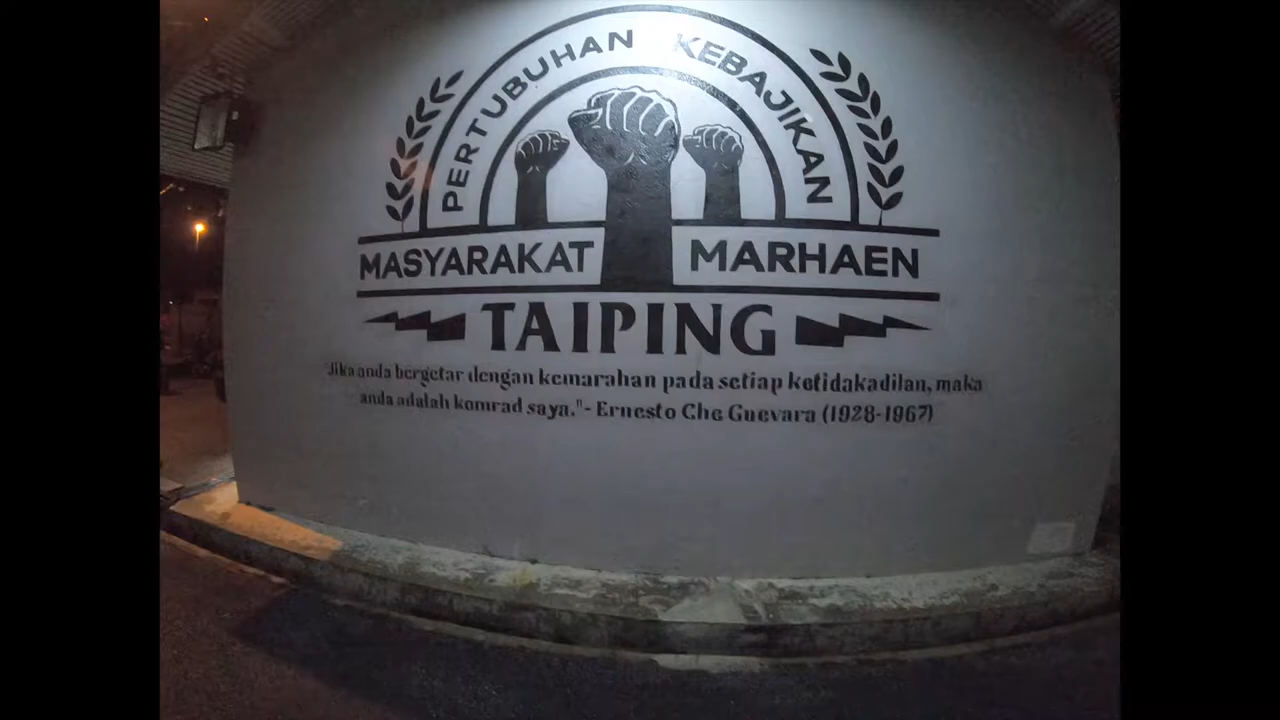 PERTUBUHAN KEBAJIKAN
MASYARAKAT MARHAEN
TAIPING
"Jika anda bergetar dengan kemarahan pada setiap ketidakadilan, maka
anda adalah komrad saya."- Ernesto Che Guevara (1928-1967)